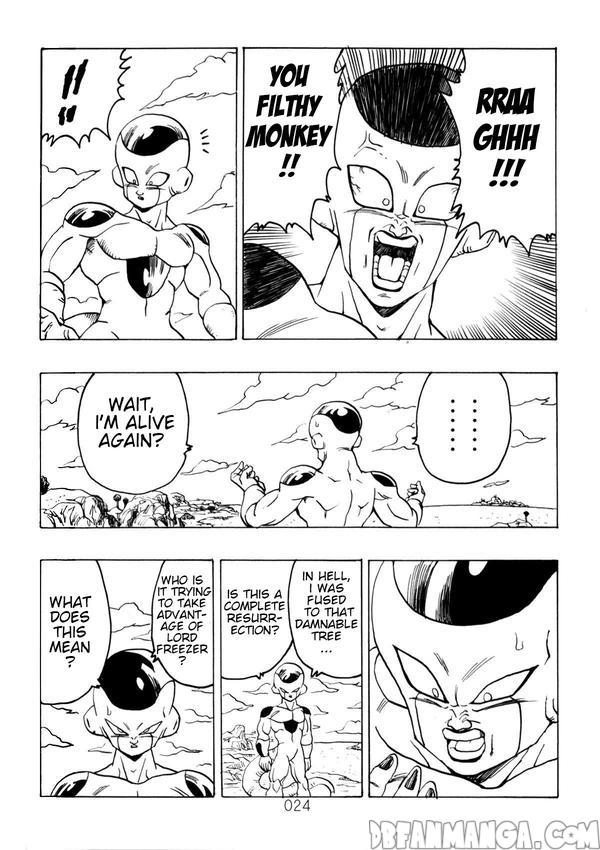 RRAA
GHHH
!!!
YOU
FILTHY
MONKEY
!!
!!
. . . . . .
WAIT,
I'M ALIVE
AGAIN?
IN HELL,
I WAS
FUSED
TO THAT
DAMNABLE
TREE
...
IS THIS A
COMPLETE
RESURR-
ECTION?
WHO IS
IT TRYING
TO TAKE
ADVANT-
AGE OF
LORD
FREEZER
?
WHAT
DOES
THIS
MEAN
?
024
DBFANMANGA.COM